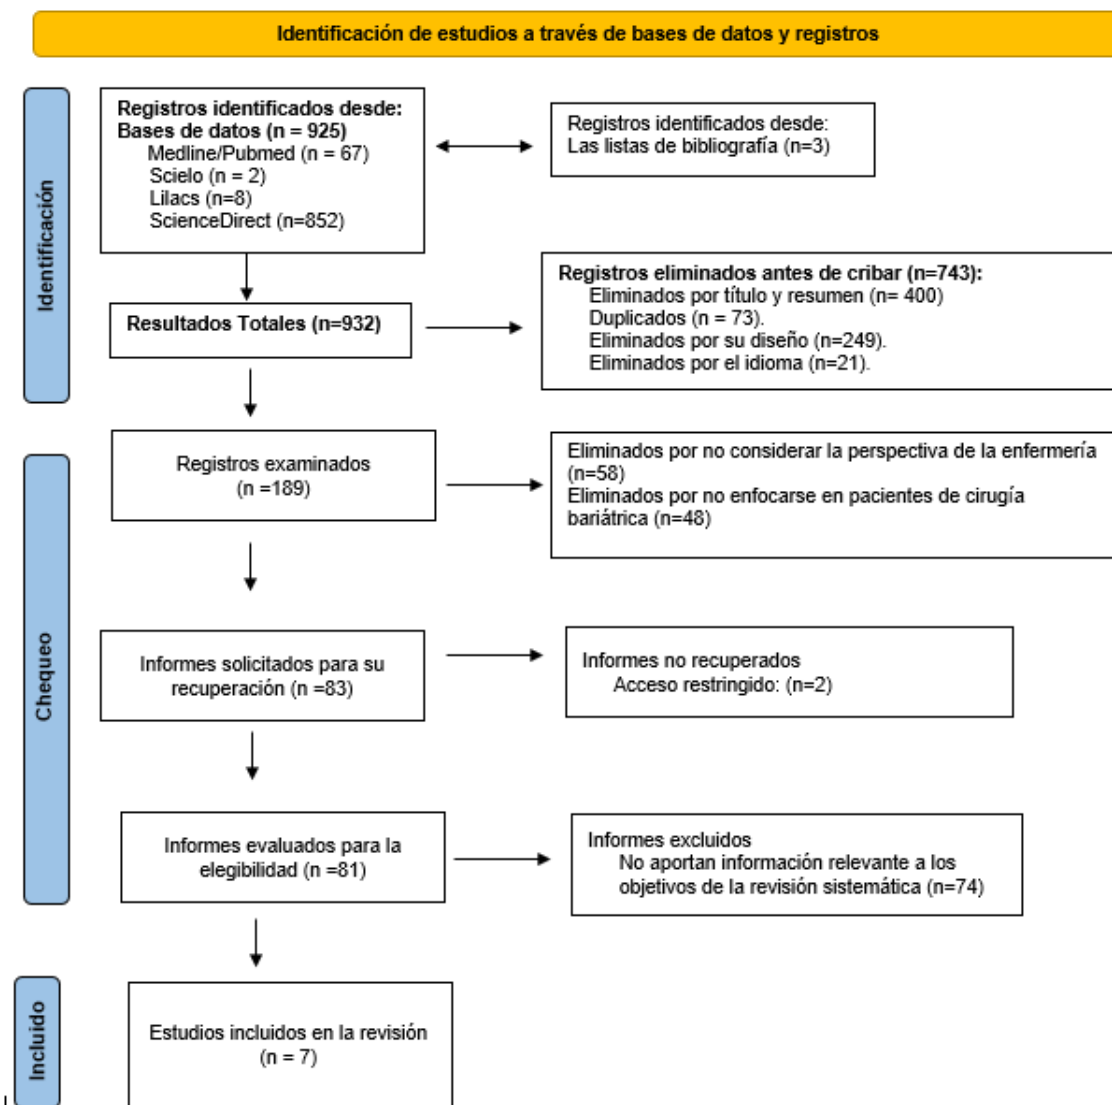 Identificación de estudios a través de bases de datos y registros
Identificación
Registros identificados desde:
Bases de datos (n = 925)
Medline/Pubmed (n = 67)
Scielo (n = 2)
Lilacs (n=8)
ScienceDirect (n=852)
Registros identificados desde:
Las listas de bibliografía (n=3)
Resultados Totales (n=932)
Registros eliminados antes de cribar (n=743):
Eliminados por título y resumen (n= 400)
Duplicados (n = 73).
Eliminados por su diseño (n=249).
Eliminados por el idioma (n=21).
Chequeo
Registros examinados
(n =189)
Eliminados por no considerar la perspectiva de la enfermería
(n=58)
Eliminados por no enfocarse en pacientes de cirugía
bariátrica (n=48)
Informes solicitados para su
recuperación (n =83)
Informes no recuperados
Acceso restringido: (n=2)
Informes evaluados para la
elegibilidad (n =81)
Informes excluidos
No aportan información relevante a los
objetivos de la revisión sistemática (n=74)
Incluido
Estudios incluidos en la revisión
(n = 7)